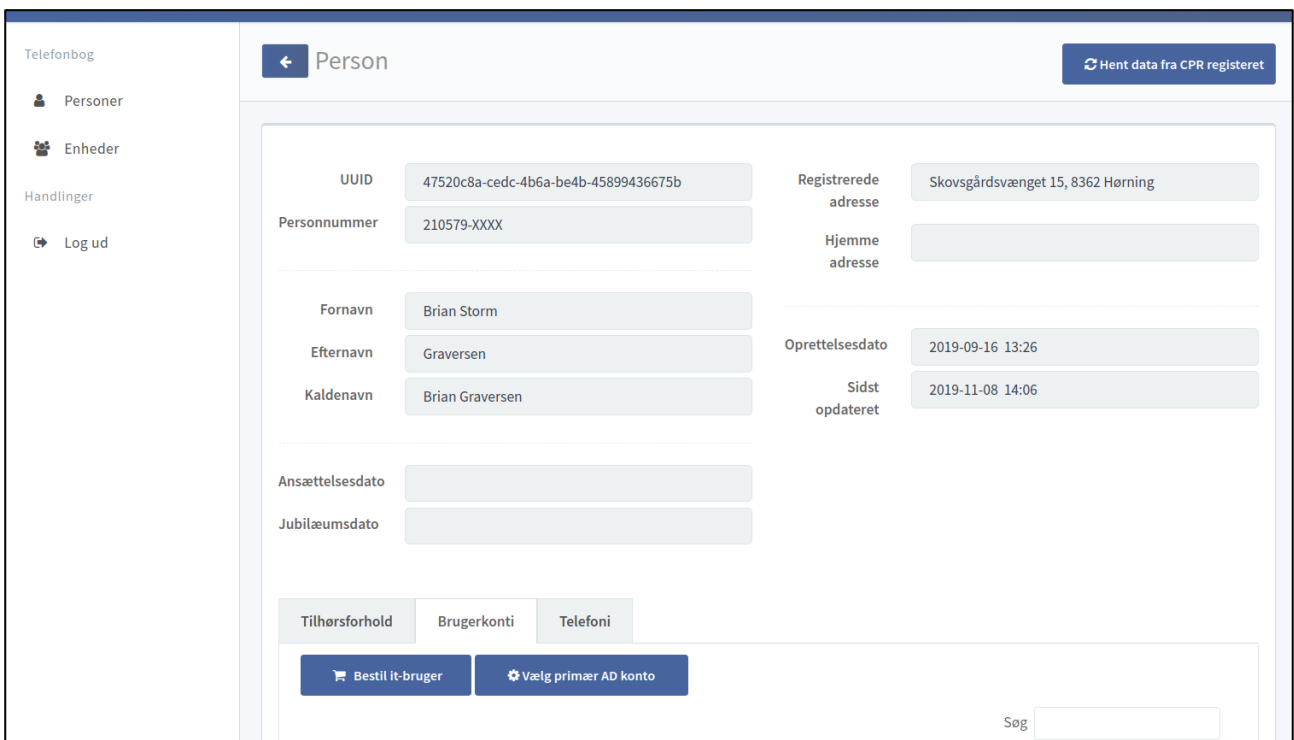 Telefonbog
Personer
Enheder
Handlinger
Log ud
Person
Hent data fra CPR registeret
UUID
47520c8a-cedc-4b6a-be4b-45899436675b
Personnummer
210579-XXXX
Fornavn
Brian Storm
Efternavn
Graversen
Kaldenavn
Brian Graversen
Ansættelsesdato
Jubilæumsdato
Registrerede
adresse
Skovsgårdsvænget 15, 8362 Hørning
Hjemme
adresse
Oprettelsesdato
2019-09-16 13:26
Sidst
opdateret
2019-11-08 14:06
Tilhørsforhold
Brugerkonti
Telefoni
Bestil it-bruger
Vælg primær AD konto
Søg